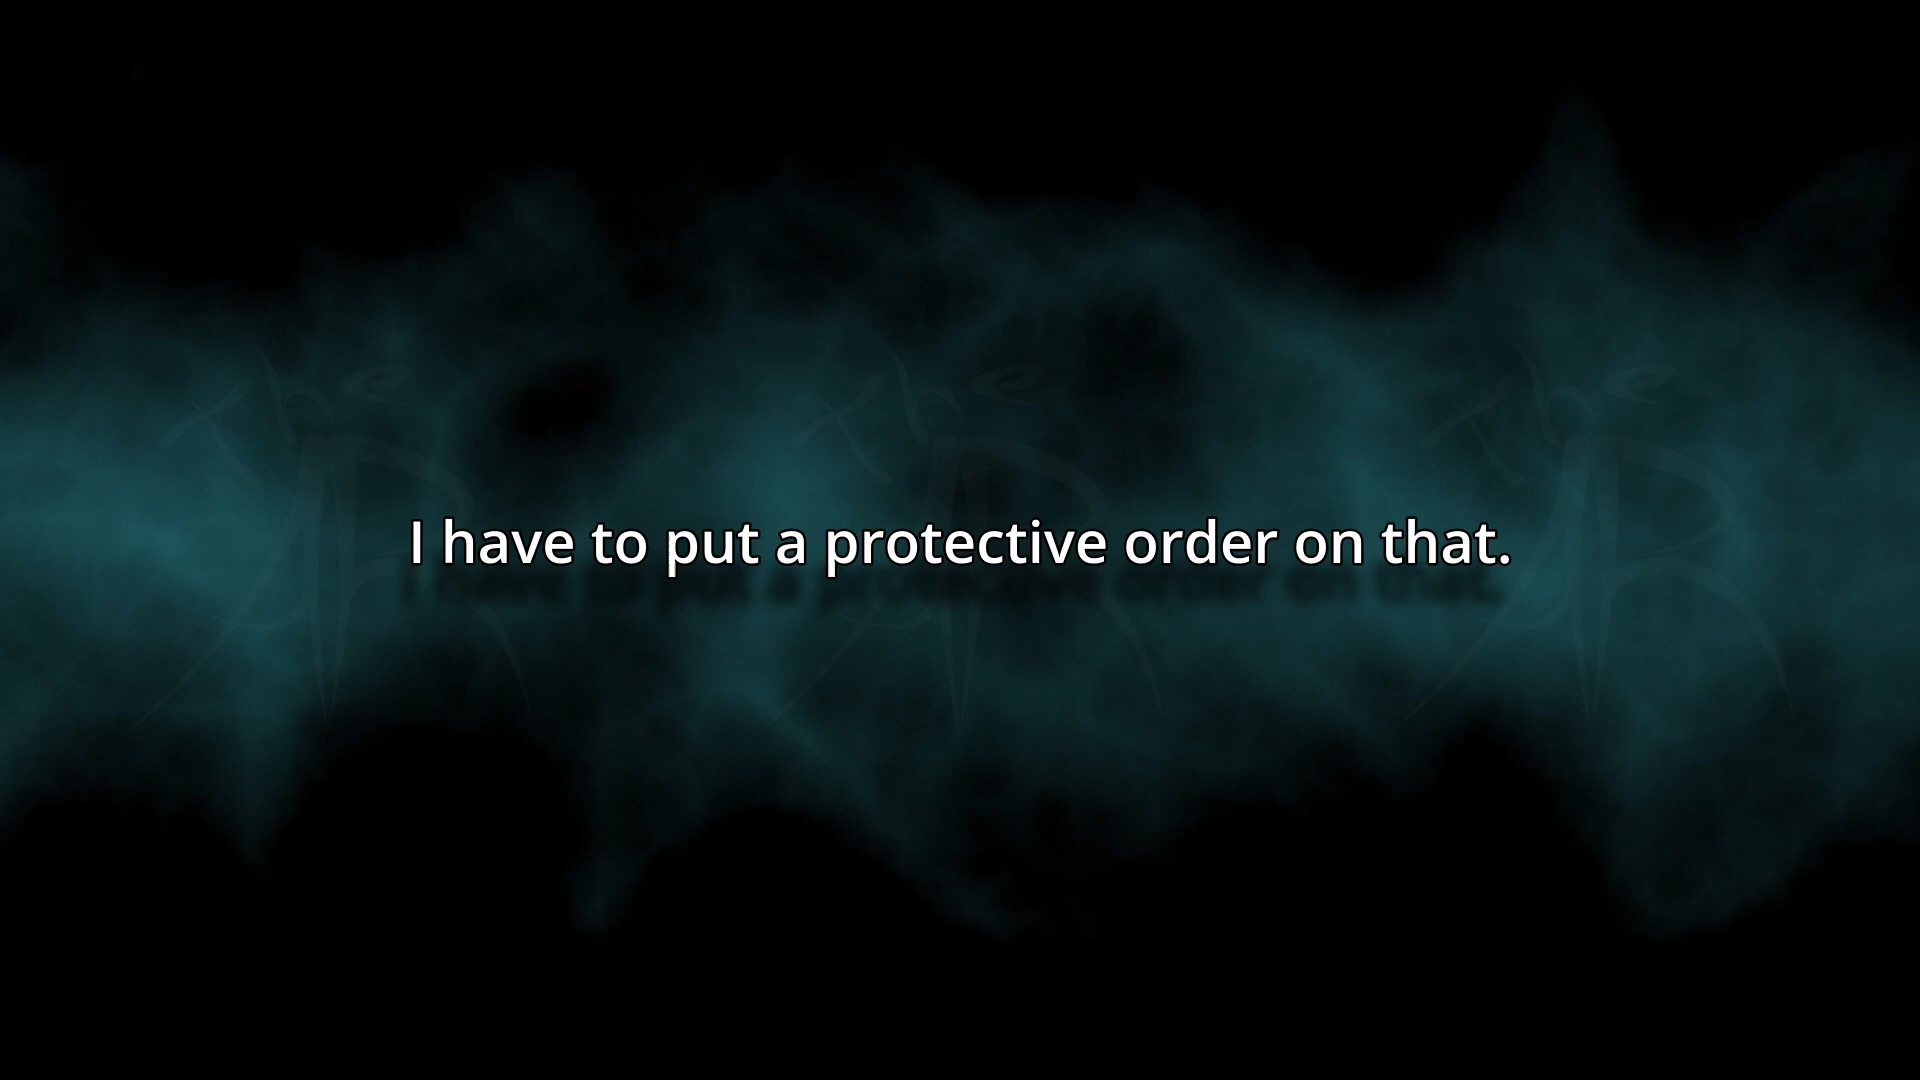 I have to put a protective order on that.